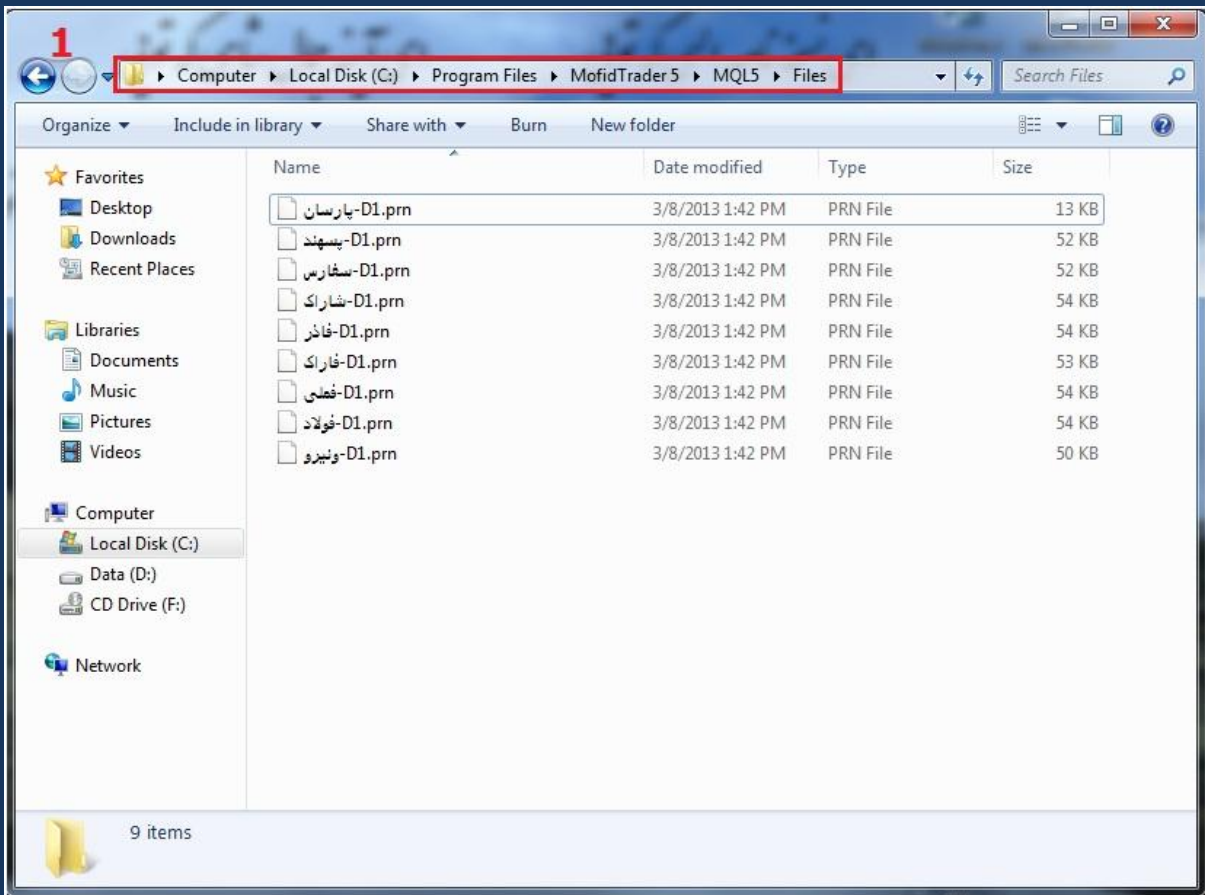 1
Computer ▸ Local Disk (C:) ▸ Program Files ▸ MofidTrader5 ▸ MQL5 ▸ Files
Search Files
Organize Include in library Share with Burn New folder
Favorites
Desktop
Downloads
Recent Places
Libraries
Documents
Music
Pictures
Videos
Computer
Local Disk (C:)
Data (D:)
CD Drive (F:)
Network
Name Date modified Type Size
پارسان-D1.prn 3/8/2013 1:42 PM PRN File 13 KB
پسهند-D1.prn 3/8/2013 1:42 PM PRN File 52 KB
سفارس-D1.prn 3/8/2013 1:42 PM PRN File 52 KB
شاراک-D1.prn 3/8/2013 1:42 PM PRN File 54 KB
فاذر-D1.prn 3/8/2013 1:42 PM PRN File 54 KB
فاراک-D1.prn 3/8/2013 1:42 PM PRN File 53 KB
فملی-D1.prn 3/8/2013 1:42 PM PRN File 54 KB
فولاد-D1.prn 3/8/2013 1:42 PM PRN File 54 KB
ونیرو-D1.prn 3/8/2013 1:42 PM PRN File 50 KB
9 items